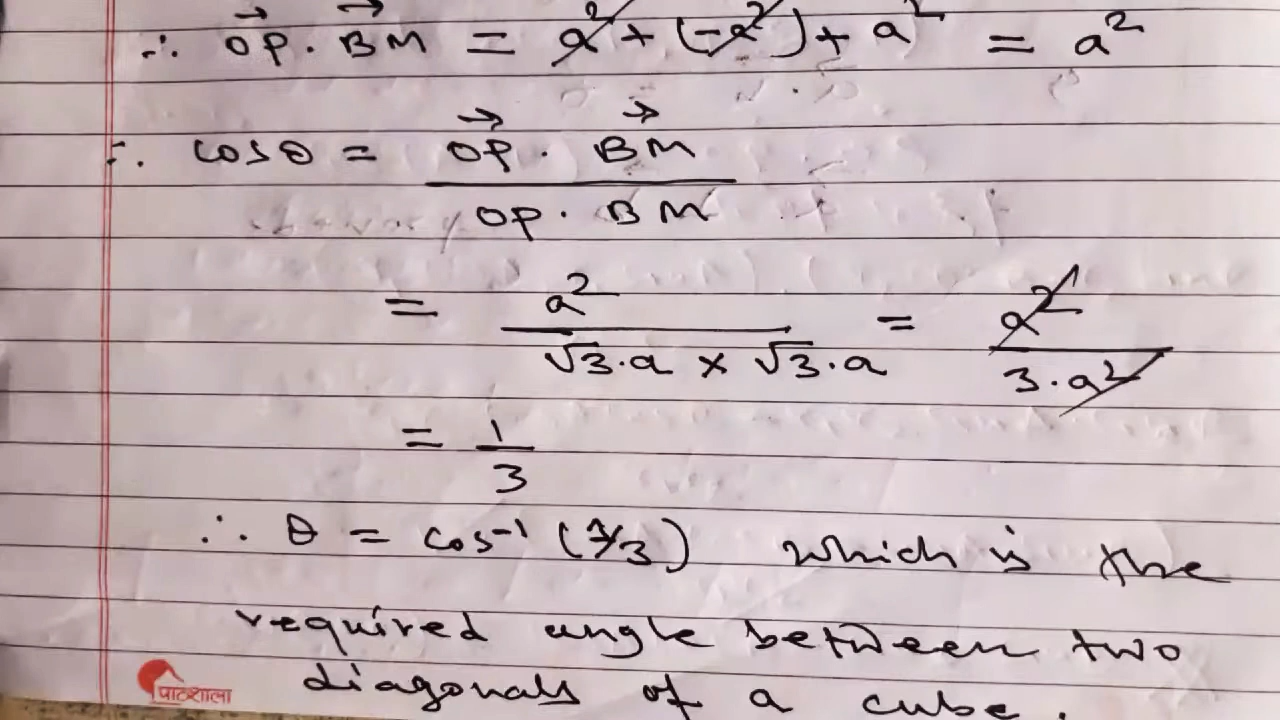 ∴ OP⃗ · BM⃗ = a² + (-a²) + a² = a²
∴ cosθ = OP⃗ · BM⃗ / OP · BM
= a² / √3·a × √3·a = a² / 3·a²
= 1/3
∴ θ = cos⁻¹(1/3) which is the
required angle between two
diagonals of a cube.
पाठशाला